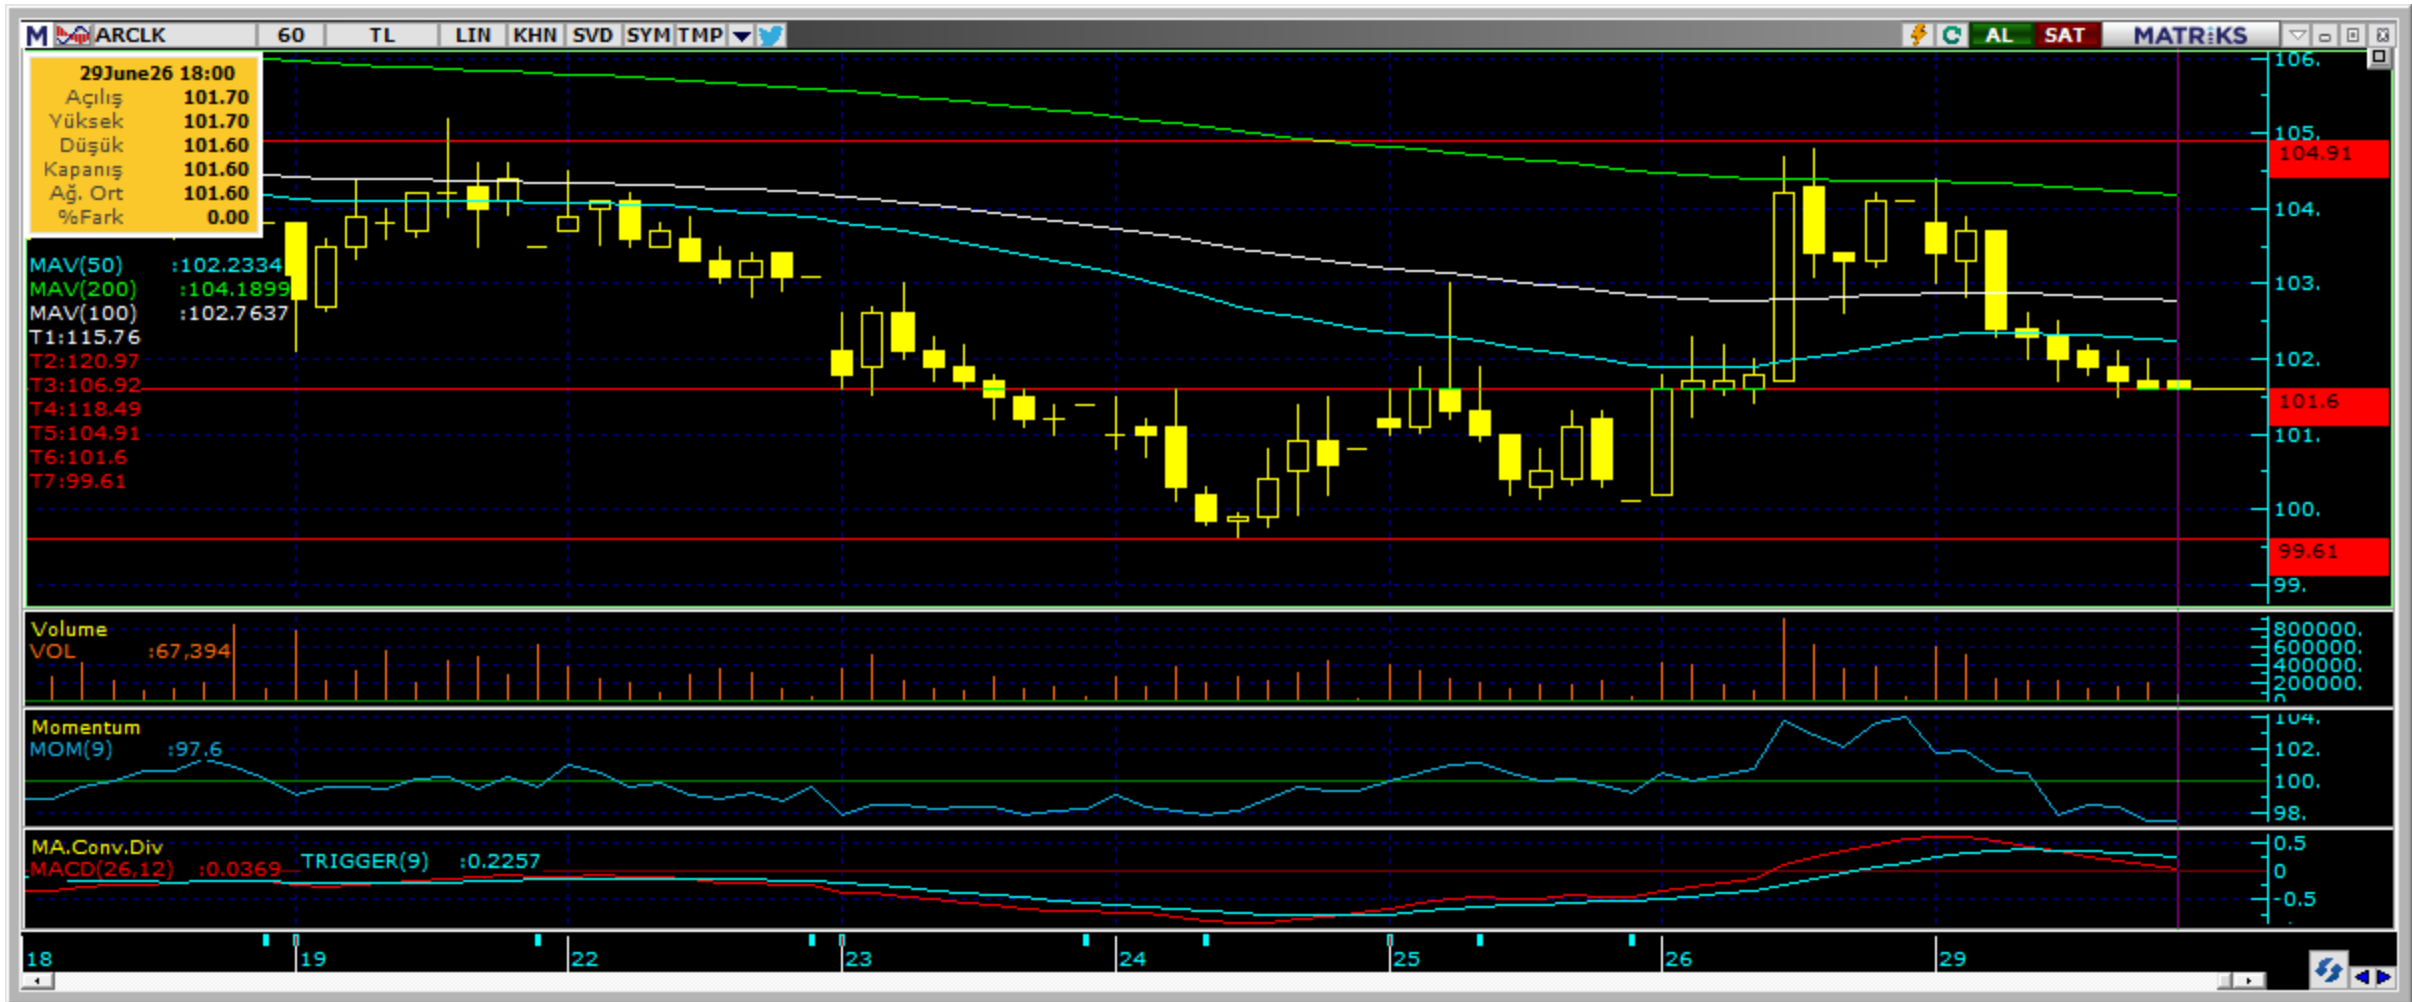 M ARCLK 60 TL LIN KHN SVD SYM TMP AL SAT MATRiKS
29June26 18:00
Açılış 101.70
Yüksek 101.70
Düşük 101.60
Kapanış 101.60
Ağ. Ort 101.60
%Fark 0.00
MAV(50) :102.2334
MAV(200) :104.1899
MAV(100) :102.7637
T1:115.76
T2:120.97
T3:106.92
T4:118.49
T5:104.91
T6:101.6
T7:99.61
106.
105.
104.91
104.
103.
102.
101.6
101.
100.
99.61
99.
Volume
VOL :67,394
800000.
600000.
400000.
200000.
0
Momentum
MOM(9) :97.6
104.
102.
100.
98.
MA.Conv.Div
MACD(26,12) :0.0369 TRIGGER(9) :0.2257
0.5
0
-0.5
18 19 22 23 24 25 26 29